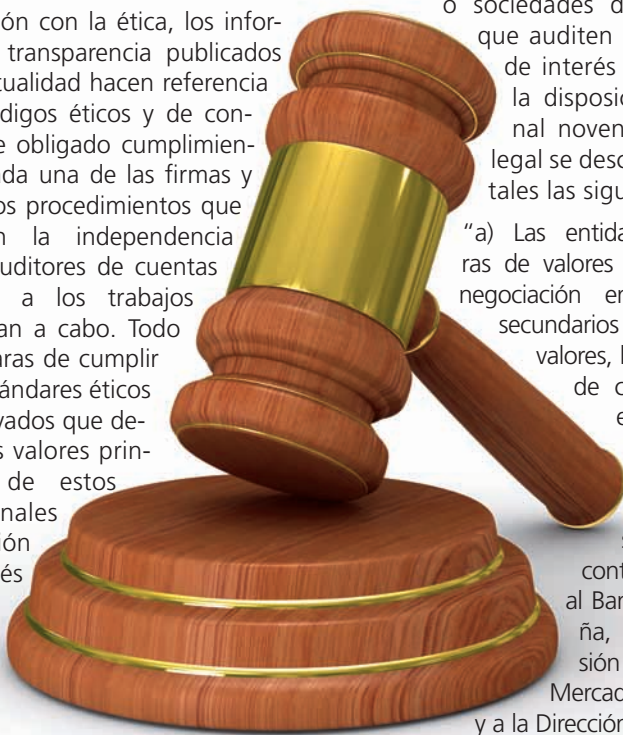 ción con la ética, los infor-
transparencia publicados
tualidad hacen referencia
digos éticos y de con-
e obligado cumplimien-
da una de las firmas y
os procedimientos que
la independencia
uditores de cuentas
a los trabajos
an a cabo. Todo
aras de cumplir
tándares éticos
vados que de-
s valores prin-
de estos
nales
ión
és
o sociedades d
que auditen
de interés
la disposic
nal noven
legal se desc
tales las sigu
"a) Las entida
ras de valores
negociación en
secundarios
valores, l
de c
e
s
cont
al Ban
ña,
sión
Mercad
y a la Dirección